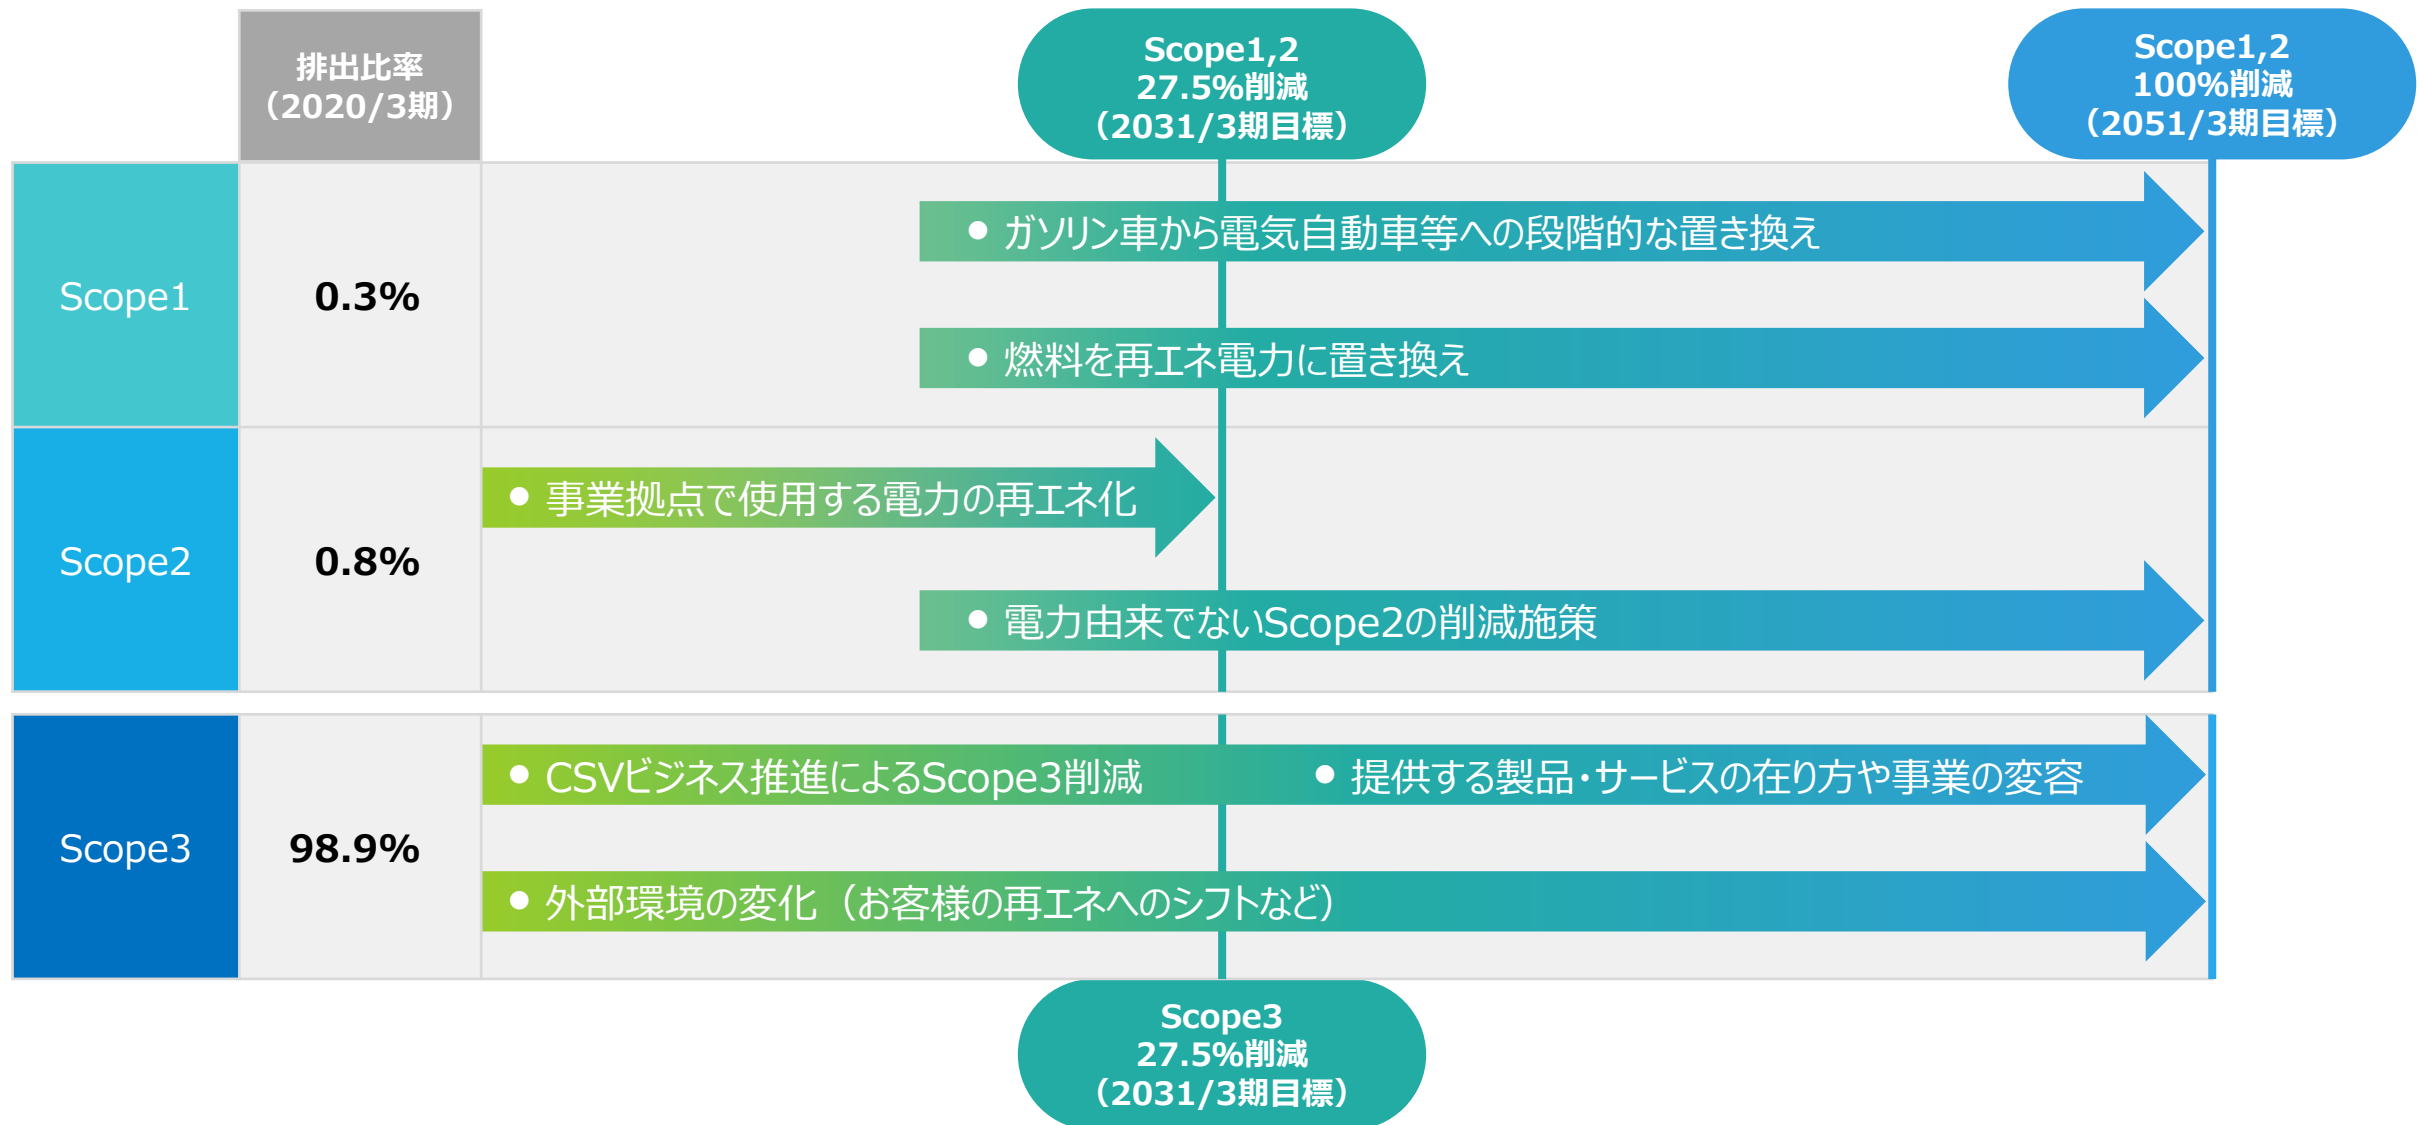 排出比率
（2020/3期）
Scope1,2
27.5%削減
（2031/3期目標）
Scope1,2
100%削減
（2051/3期目標）
Scope1
0.3%
● ガソリン車から電気自動車等への段階的な置き換え
● 燃料を再エネ電力に置き換え
Scope2
0.8%
● 事業拠点で使用する電力の再エネ化
● 電力由来でないScope2の削減施策
Scope3
98.9%
● CSVビジネス推進によるScope3削減
● 提供する製品・サービスの在り方や事業の変容
● 外部環境の変化（お客様の再エネへのシフトなど）
Scope3
27.5%削減
（2031/3期目標）